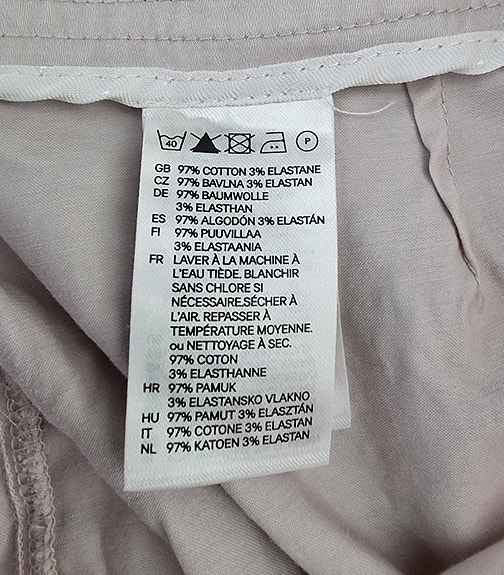 40 P
GB 97% COTTON 3% ELASTANE
CZ 97% BAVLNA 3% ELASTAN
DE 97% BAUMWOLLE
3% ELASTHAN
ES 97% ALGODÓN 3% ELASTÁN
FI 97% PUUVILLAA
3% ELASTAANIA
FR LAVER À LA MACHINE À
L'EAU TIÈDE. BLANCHIR
SANS CHLORE SI
NÉCESSAIRE.SÉCHER À
L'AIR. REPASSER À
TEMPÉRATURE MOYENNE.
ou NETTOYAGE À SEC.
97% COTON
3% ELASTHANNE
HR 97% PAMUK
3% ELASTANSKO VLAKNO
HU 97% PAMUT 3% ELASZTÁN
IT 97% COTONE 3% ELASTAN
NL 97% KATOEN 3% ELASTAN